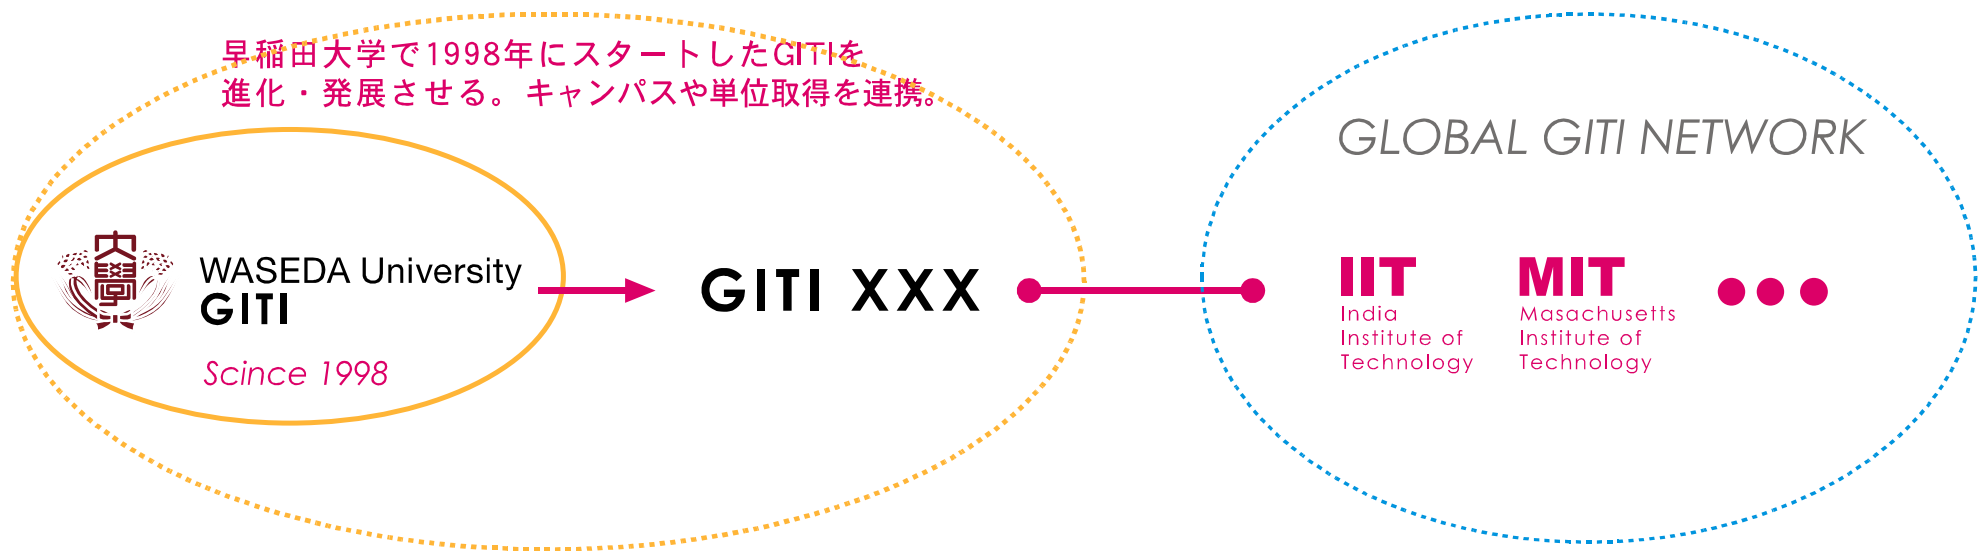 早稲田大学で1998年にスタートしたGITIを
進化・発展させる。キャンパスや単位取得を連携。
GLOBAL GITI NETWORK
大學
WASEDA University
GITI
Scince 1998
GITI XXX
IIT
India
Institute of
Technology
MIT
Masachusetts
Institute of
Technology